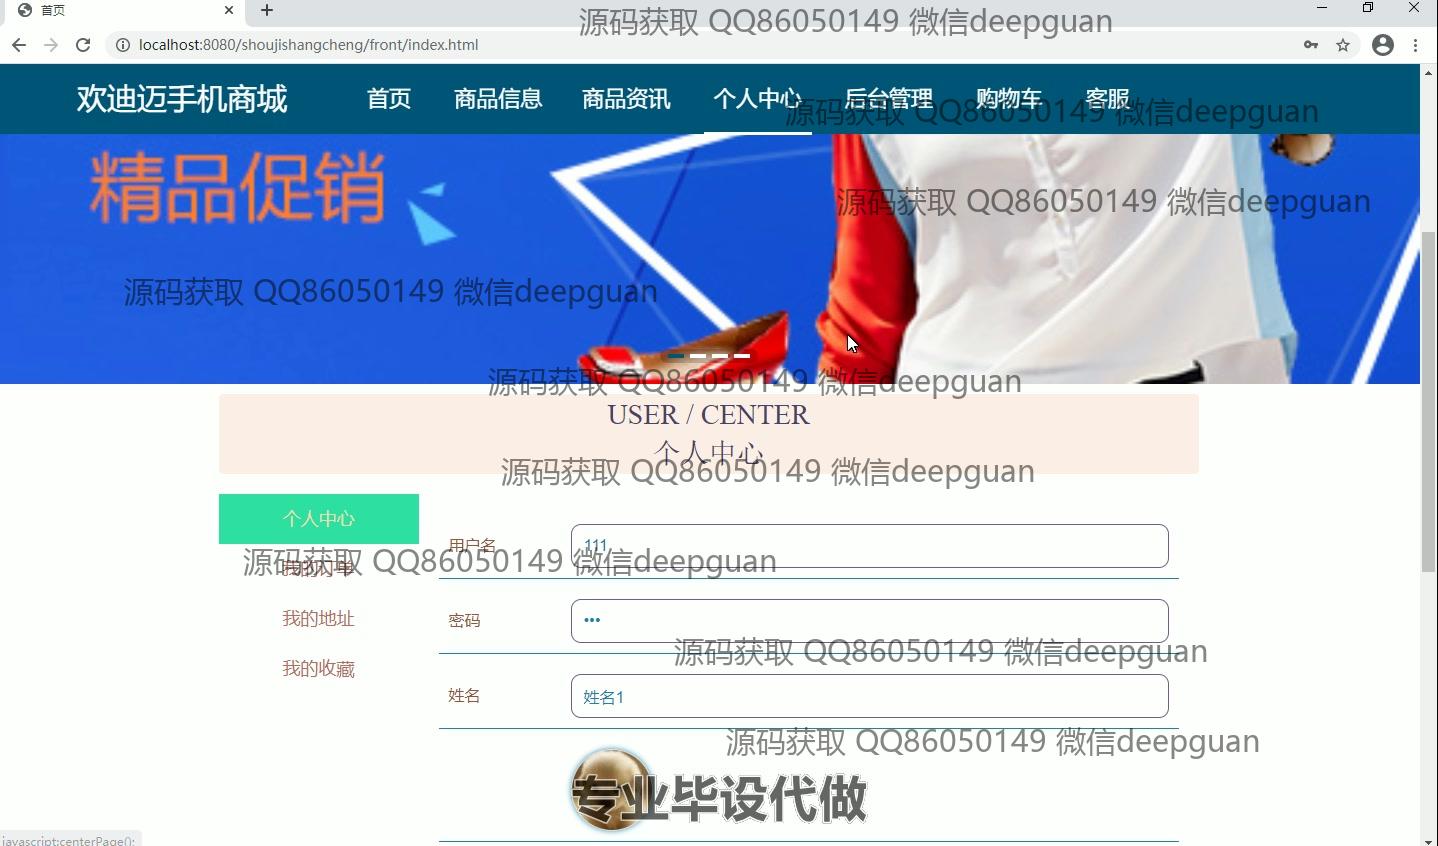 首页
源码获取 QQ86050149 微信deepguan
localhost:8080/shoujishangcheng/front/index.html
欢迪迈手机商城
首页
商品信息
商品资讯
个人中心
后台管理
购物车
客服
源码获取 QQ86050149 微信deepguan
精品促销
源码获取 QQ86050149 微信deepguan
源码获取 QQ86050149 微信deepguan
源码获取 QQ86050149 微信deepguan
USER / CENTER
个人中心
源码获取 QQ86050149 微信deepguan
个人中心
用户名
111
源码获取 QQ86050149 微信deepguan
我的订单
我的地址
密码
•••
源码获取 QQ86050149 微信deepguan
我的收藏
姓名
姓名1
源码获取 QQ86050149 微信deepguan
专业毕设代做
javascript:centerPage();